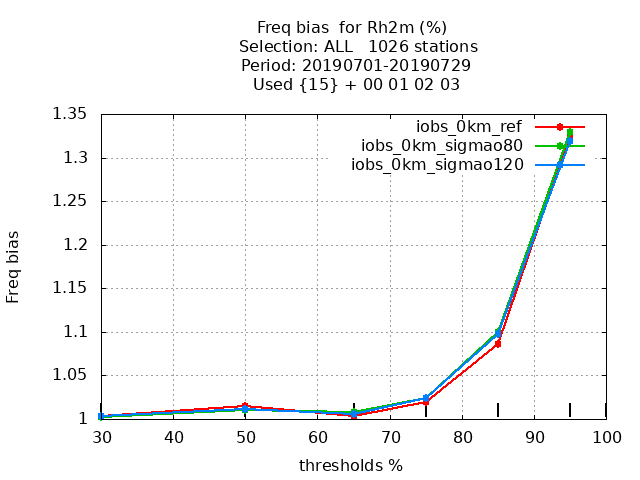 Freq bias  for Rh2m (%)
Selection: ALL   1026 stations
Period: 20190701-20190729
Used {15} + 00 01 02 03
iobs_0km_ref
iobs_0km_sigmao80
iobs_0km_sigmao120
1.35
1.3
1.25
1.2
1.15
1.1
1.05
1
Freq bias
30 40 50 60 70 80 90 100
thresholds %